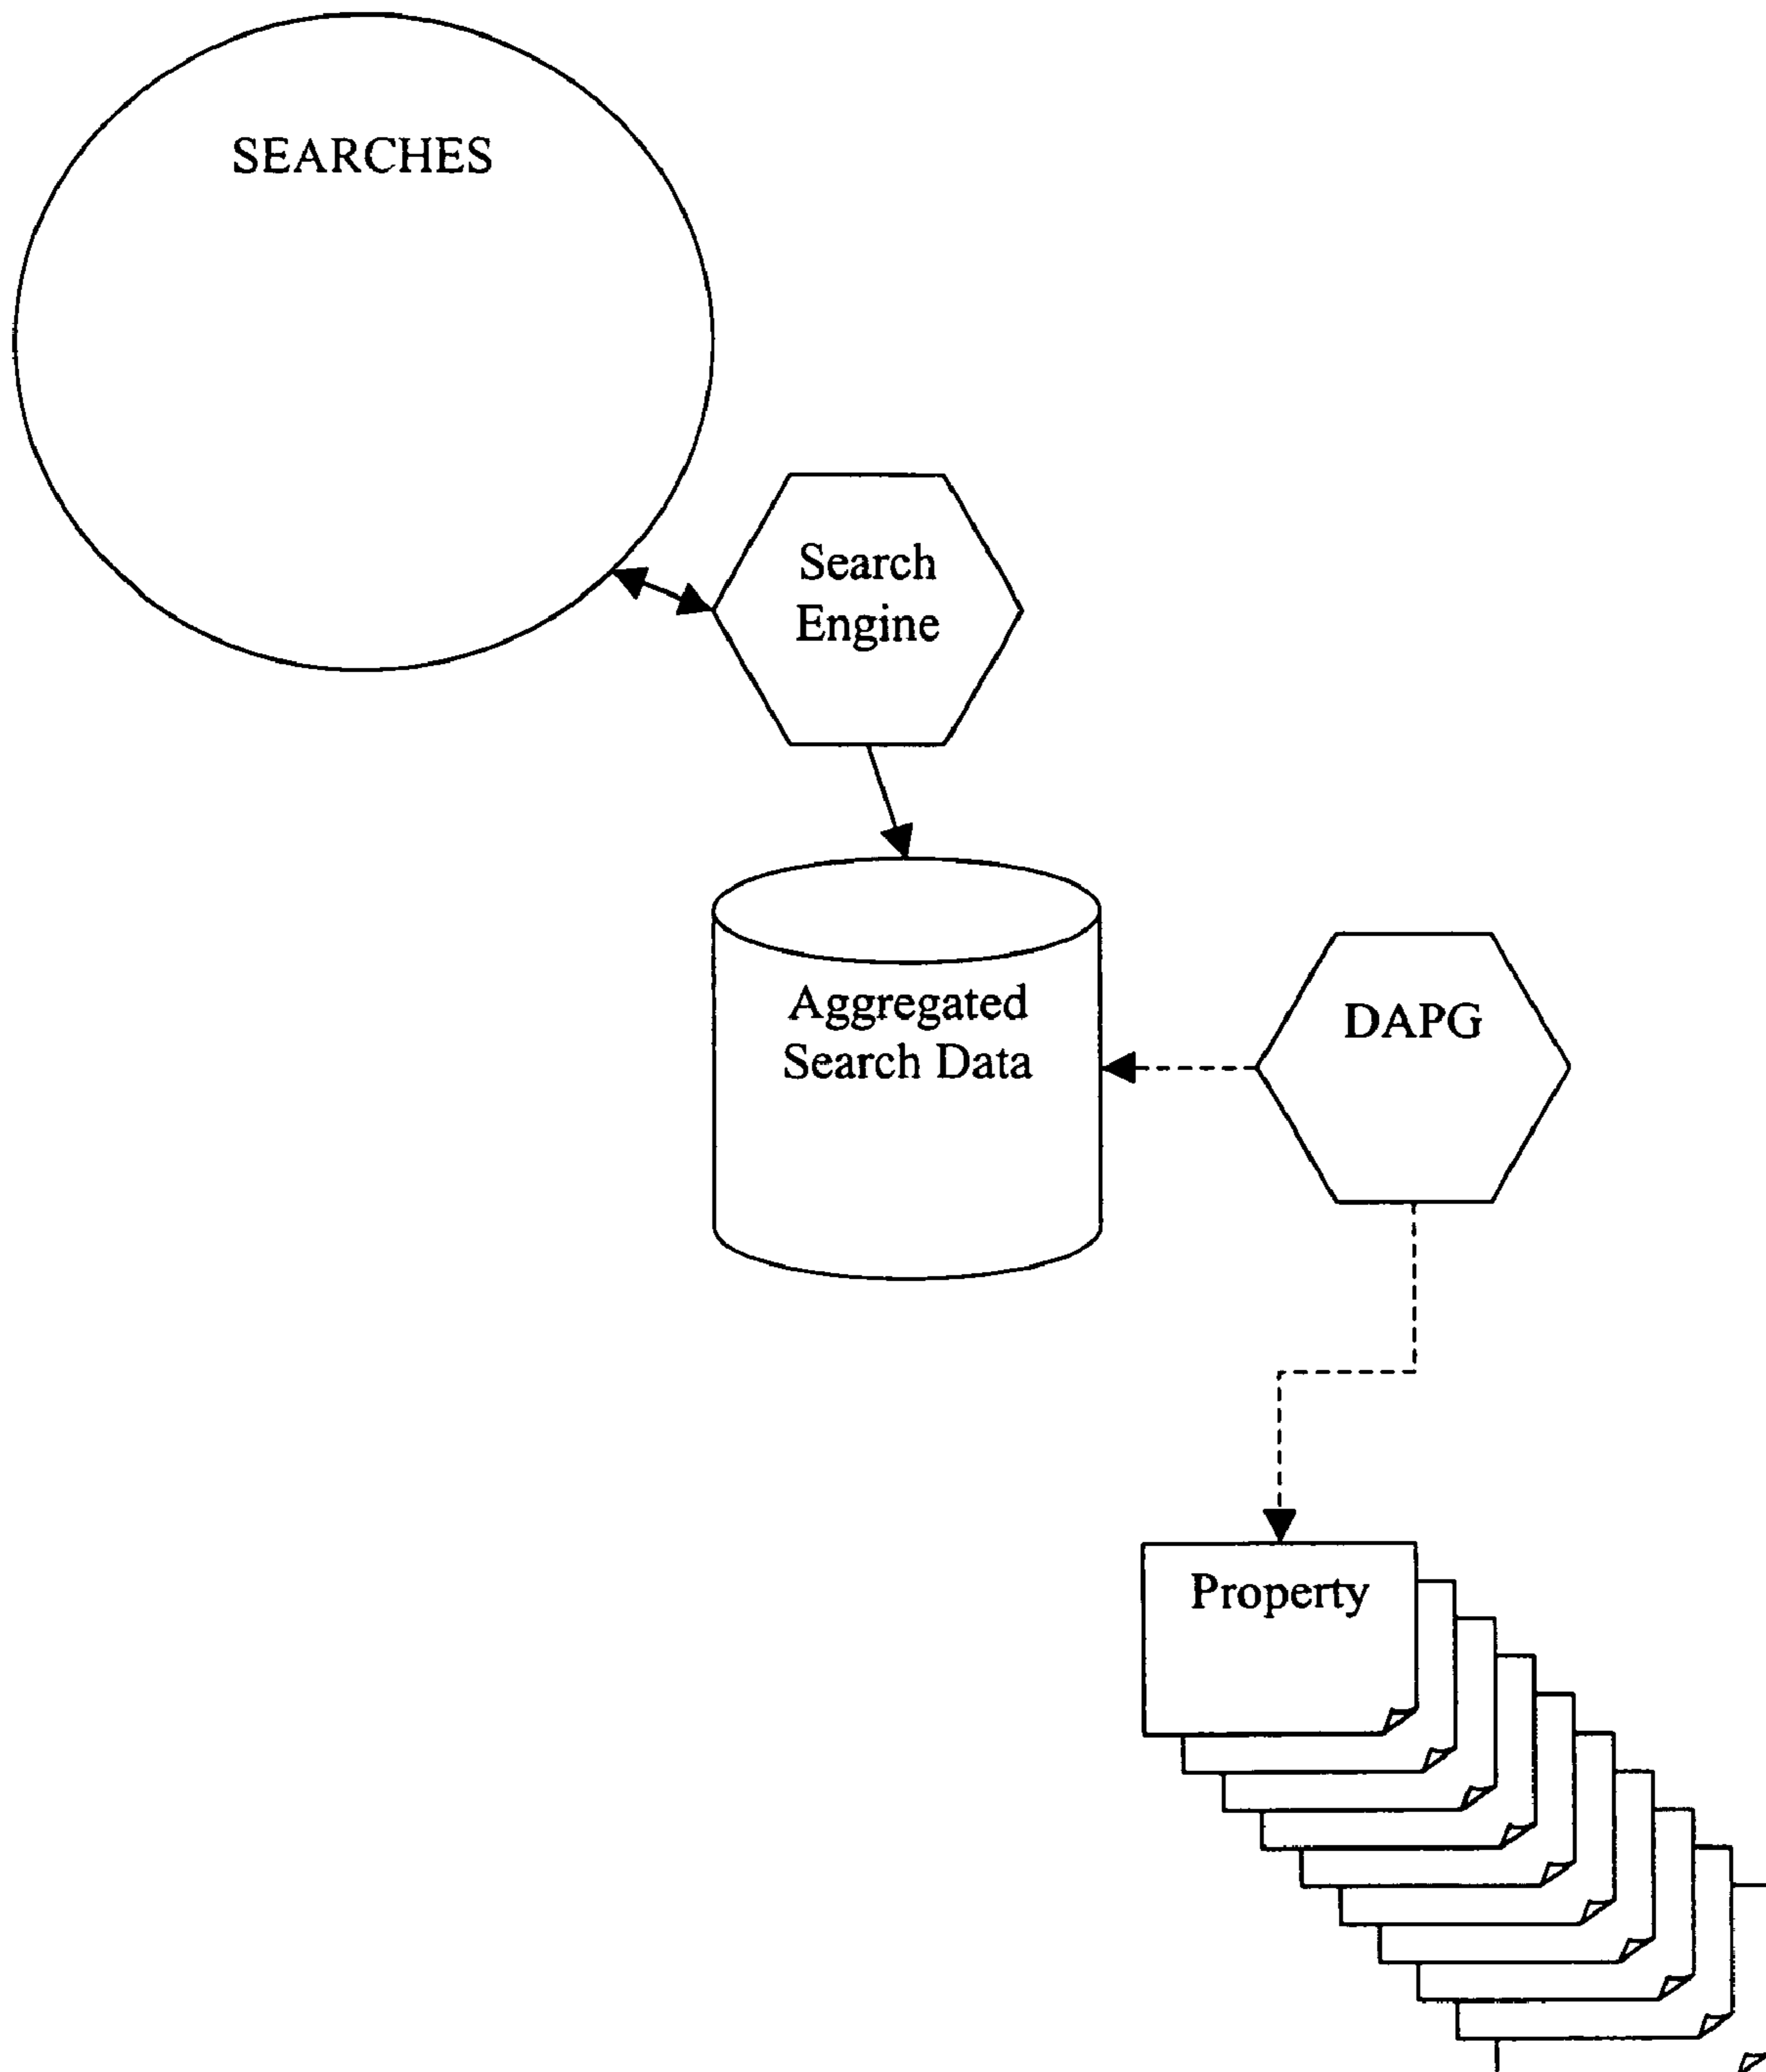 SEARCHES
Search
Engine
Aggregated
Search Data
DAPG
Property